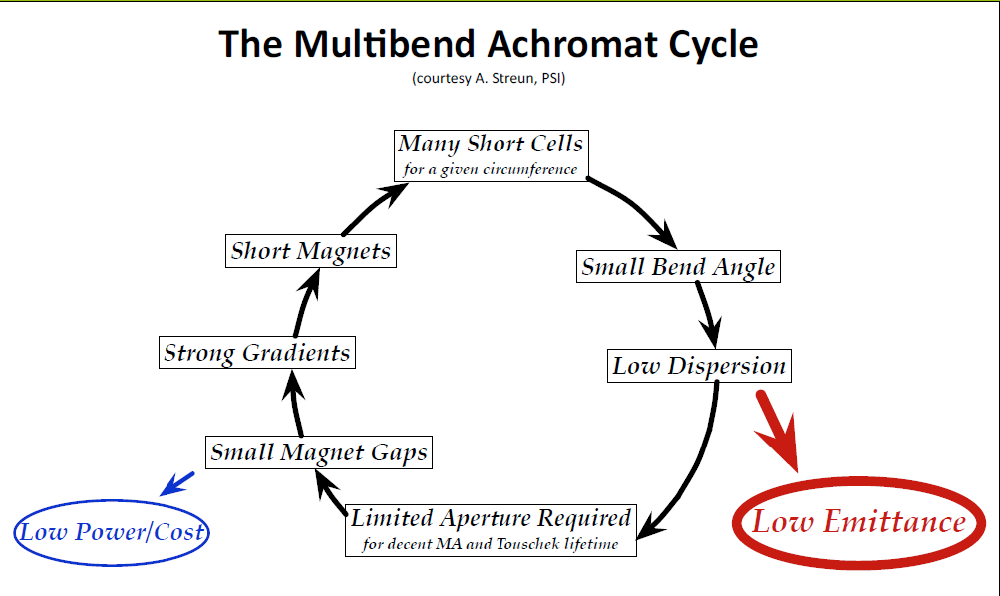 The Multibend Achromat Cycle
(courtesy A. Streun, PSI)
Many Short Cells
for a given circumference
Short Magnets
Small Bend Angle
Strong Gradients
Low Dispersion
Small Magnet Gaps
Limited Aperture Required
for decent MA and Touschek lifetime
Low Power/Cost
Low Emittance